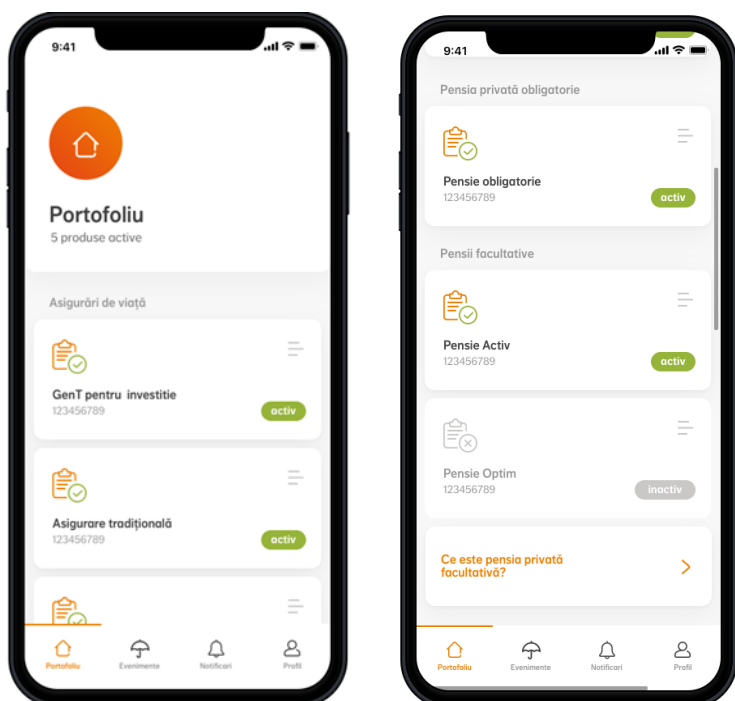 9:41
Portofoliu
5 produse active
Asigurări de viață
GenT pentru  investitie
123456789
activ
Asigurare tradițională
123456789
activ
Portofoliu
Evenimente
Notificari
Profil
9:41
Pensia privată obligatorie
Pensie obligatorie
123456789
activ
Pensii facultative
Pensie Activ
123456789
activ
Pensie Optim
123456789
inactiv
Ce este pensia privată
facultativă?
Portofoliu
Evenimente
Notificari
Profil